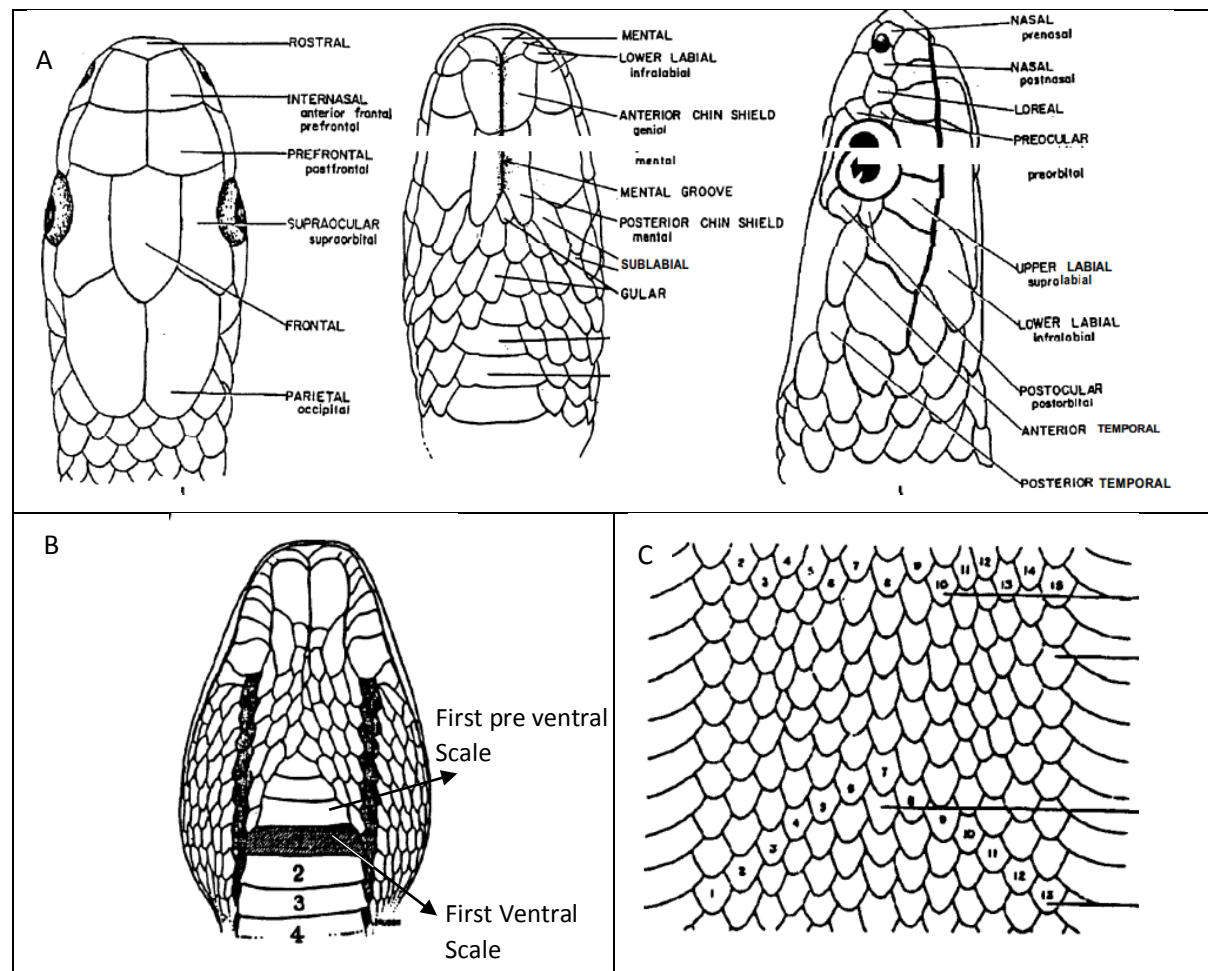 A
ROSTRAL
INTERNASAL
anterior frontal
prefrontal
PREFRONTAL
postfrontal
SUPRAOCULAR
supraorbital
FRONTAL
PARIETAL
occipital
MENTAL
LOWER LABIAL
infralabial
ANTERIOR CHIN SHIELD
genial
mental
MENTAL GROOVE
POSTERIOR CHIN SHIELD
mental
SUBLABIAL
GULAR
NASAL
prenasal
NASAL
postnasal
LOREAL
PREOCULAR
preorbital
UPPER LABIAL
supralabial
LOWER LABIAL
infralabial
POSTOCULAR
postorbital
ANTERIOR TEMPORAL
POSTERIOR TEMPORAL
B
First pre ventral
Scale
First Ventral
Scale
2
3
4
C
2 3 4 5 6 7 8 9 10 11 12 13 14 15
1 2 3 4 5 6 7 8 9 10 11 12 13